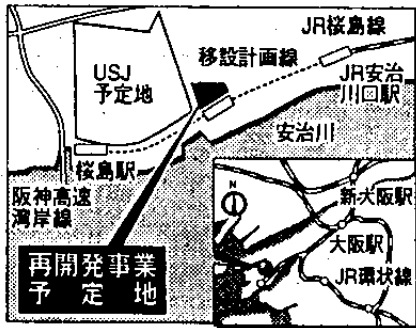 JR桜島線
移設計画線
USJ
予定地
JR安治
川口駅
安治川
桜島駅
阪神高速
湾岸線
再開発事業
予定地
N
新大阪駅
大阪駅
JR環状線